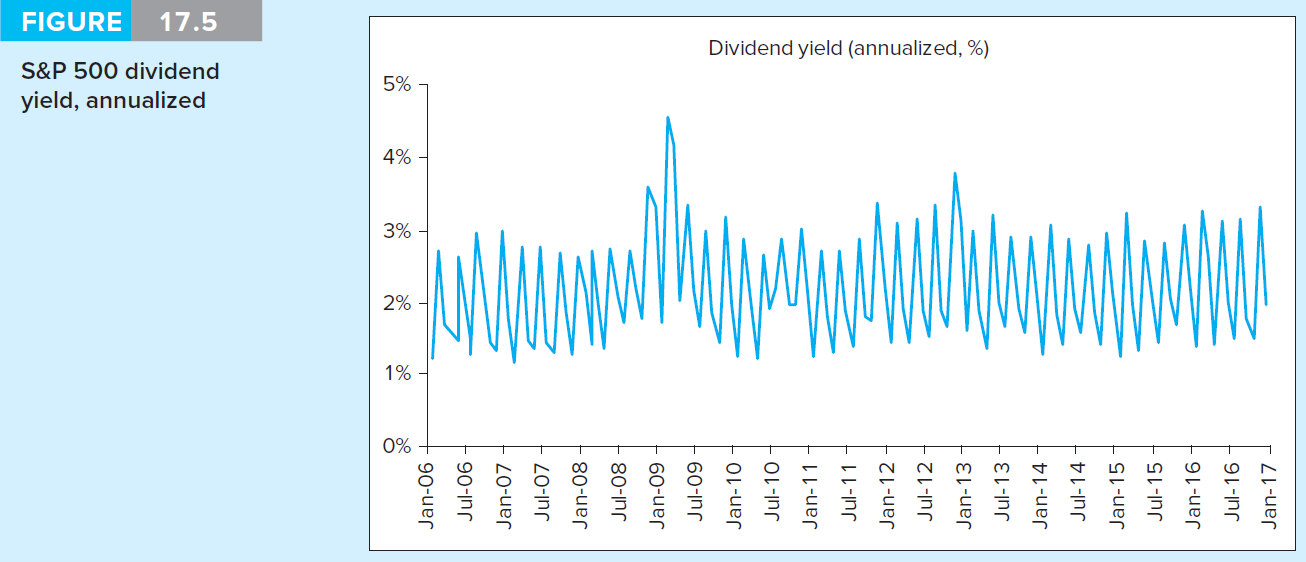 FIGURE 17.5
S&P 500 dividend
yield, annualized
Dividend yield (annualized, %)
5%
4%
3%
2%
1%
0%
Jan-06
Jul-06
Jan-07
Jul-07
Jan-08
Jul-08
Jan-09
Jul-09
Jan-10
Jul-10
Jan-11
Jul-11
Jan-12
Jul-12
Jan-13
Jul-13
Jan-14
Jul-14
Jan-15
Jul-15
Jan-16
Jul-16
Jan-17